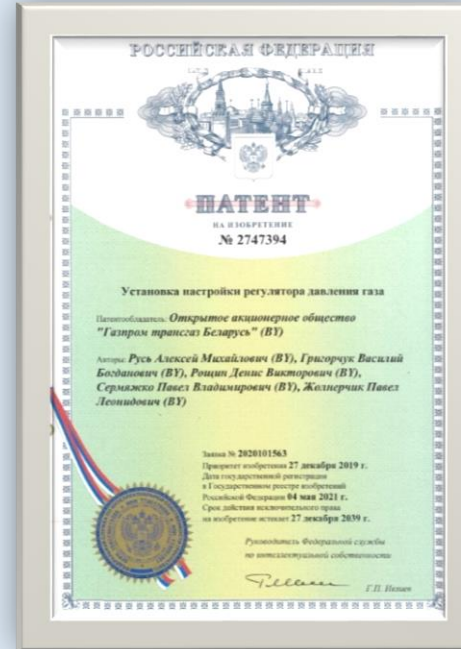 РОССИЙСКАЯ ФЕДЕРАЦИЯ
ПАТЕНТ
НА ИЗОБРЕТЕНИЕ
№ 2747394
Установка настройки регулятора давления газа
Патентообладатель: Открытое акционерное общество
"Газпром трансгаз Беларусь" (BY)
Авторы: Русь Алексей Михайлович (BY), Григорчук Василий
Богданович (BY), Рощин Денис Викторович (BY),
Сермяжко Павел Владимирович (BY), Жолнерчик Павел
Леонидович (BY)
Заявка № 2020101563
Приоритет изобретения 27 декабря 2019 г.
Дата государственной регистрации
в Государственном реестре изобретений
Российской Федерации 04 мая 2021 г.
Срок действия исключительного права
на изобретение истекает 27 декабря 2039 г.
Руководитель Федеральной службы
по интеллектуальной собственности
Г.П. Ивлиев